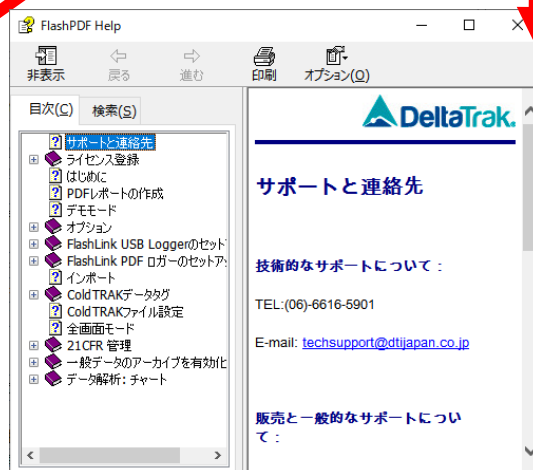 FlashPDF Help
非表示 戻る 進む 印刷 オプション(O)
目次(C) 検索(S)
サポートと連絡先
ライセンス登録
はじめに
PDFレポートの作成
デモモード
オプション
FlashLink USB Loggerのセット
FlashLink PDF ロガーのセットア
インポート
ColdTRAKデータタグ
ColdTRAKファイル設定
全画面モード
21CFR 管理
一般データのアーカイブを有効化
データ解析: チャート
DeltaTrak.
サポートと連絡先
技術的なサポートについて：
TEL:(06)-6616-5901
E-mail: techsupport@dtijapan.co.jp
販売と一般的なサポートについ
て：